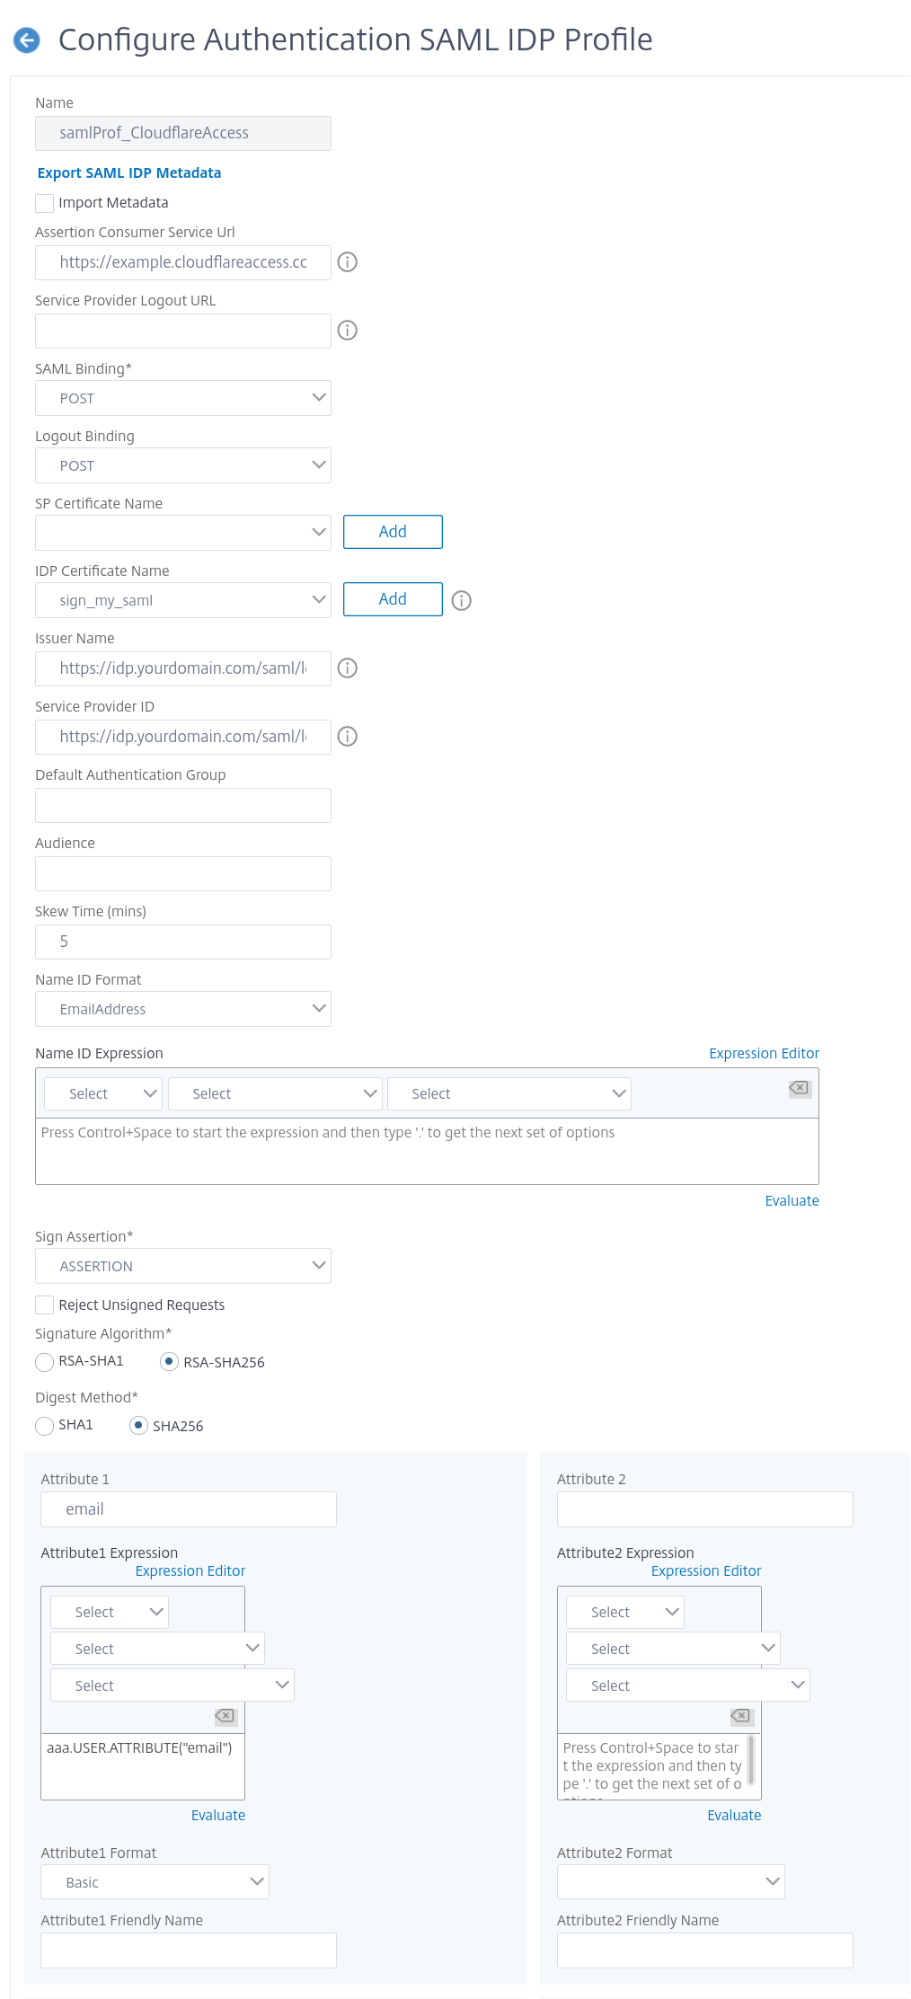 Configure Authentication SAML IDP Profile
Name
samlProf_CloudflareAccess
Export SAML IDP Metadata
Import Metadata
Assertion Consumer Service Url
https://example.cloudflareaccess.cc
Service Provider Logout URL
SAML Binding*
POST
Logout Binding
POST
SP Certificate Name
Add
IDP Certificate Name
sign_my_saml
Add
Issuer Name
https://idp.yourdomain.com/saml/l
Service Provider ID
https://idp.yourdomain.com/saml/l
Default Authentication Group
Audience
Skew Time (mins)
5
Name ID Format
EmailAddress
Name ID Expression
Expression Editor
Select Select Select
Press Control+Space to start the expression and then type '.' to get the next set of options
Evaluate
Sign Assertion*
ASSERTION
Reject Unsigned Requests
Signature Algorithm*
RSA-SHA1 RSA-SHA256
Digest Method*
SHA1 SHA256
Attribute 1
email
Attribute1 Expression
Expression Editor
Select
Select
Select
aaa.USER.ATTRIBUTE("email")
Evaluate
Attribute1 Format
Basic
Attribute1 Friendly Name
Attribute 2
Attribute2 Expression
Expression Editor
Select
Select
Select
Press Control+Space to star
t the expression and then ty
pe '.' to get the next set of o
ptions
Evaluate
Attribute2 Format
Attribute2 Friendly Name